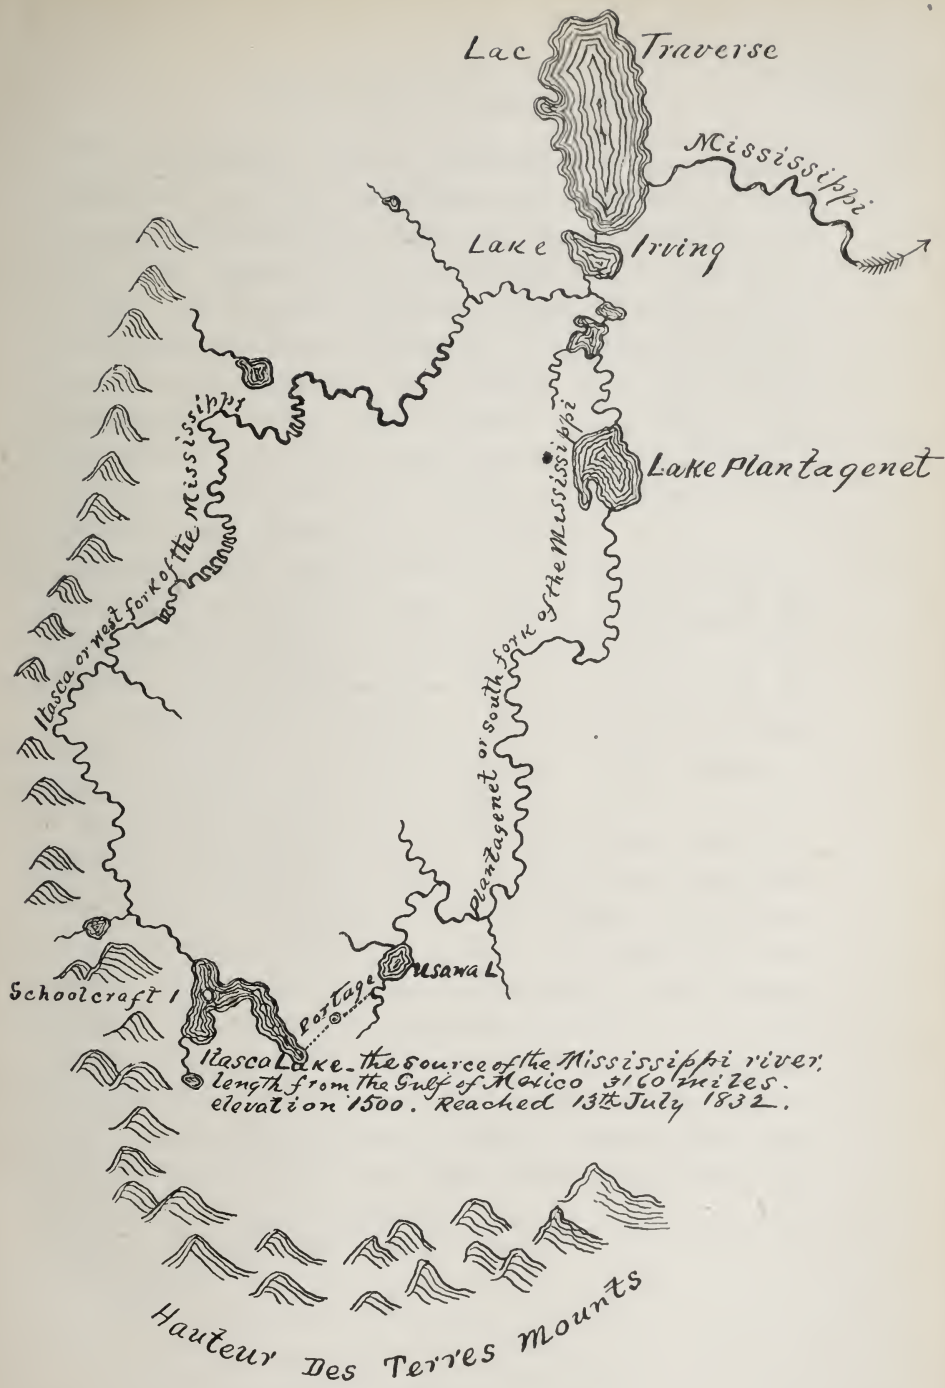 Lac Traverse
Mississippi
Lake Irving
Lake Plantagenet
Itasca or west fork of the Mississippi
Plantagenet or South fork of the Mississippi
Usawa L
Portage
Schoolcraft I
Itasca Lake_the Source of the Mississippi river,
length from the Gulf of Mexico 3160 miles.
elevation 1500. Reached 13th July 1832.
Hauteur Des Terres Mounts